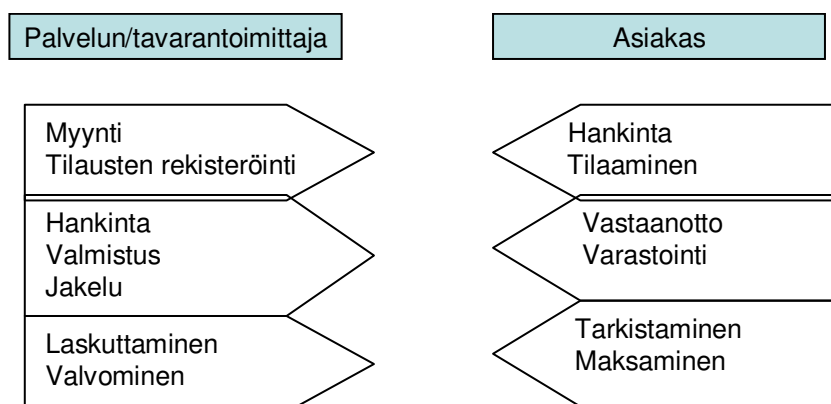 Palvelun/tavarantoimittaja
Asiakas
Myynti
Tilausten rekisteröinti
Hankinta
Tilaaminen
Hankinta
Valmistus
Jakelu
Vastaanotto
Varastointi
Laskuttaminen
Valvominen
Tarkistaminen
Maksaminen